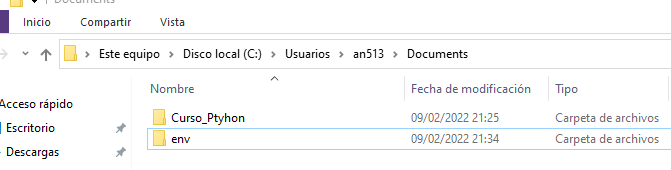 Documents
Inicio Compartir Vista
Este equipo > Disco local (C:) > Usuarios > an513 > Documents
Nombre Fecha de modificación Tipo
Acceso rápido
Curso_Ptyhon 09/02/2022 21:25 Carpeta de archivos
Escritorio
env 09/02/2022 21:34 Carpeta de archivos
Descargas